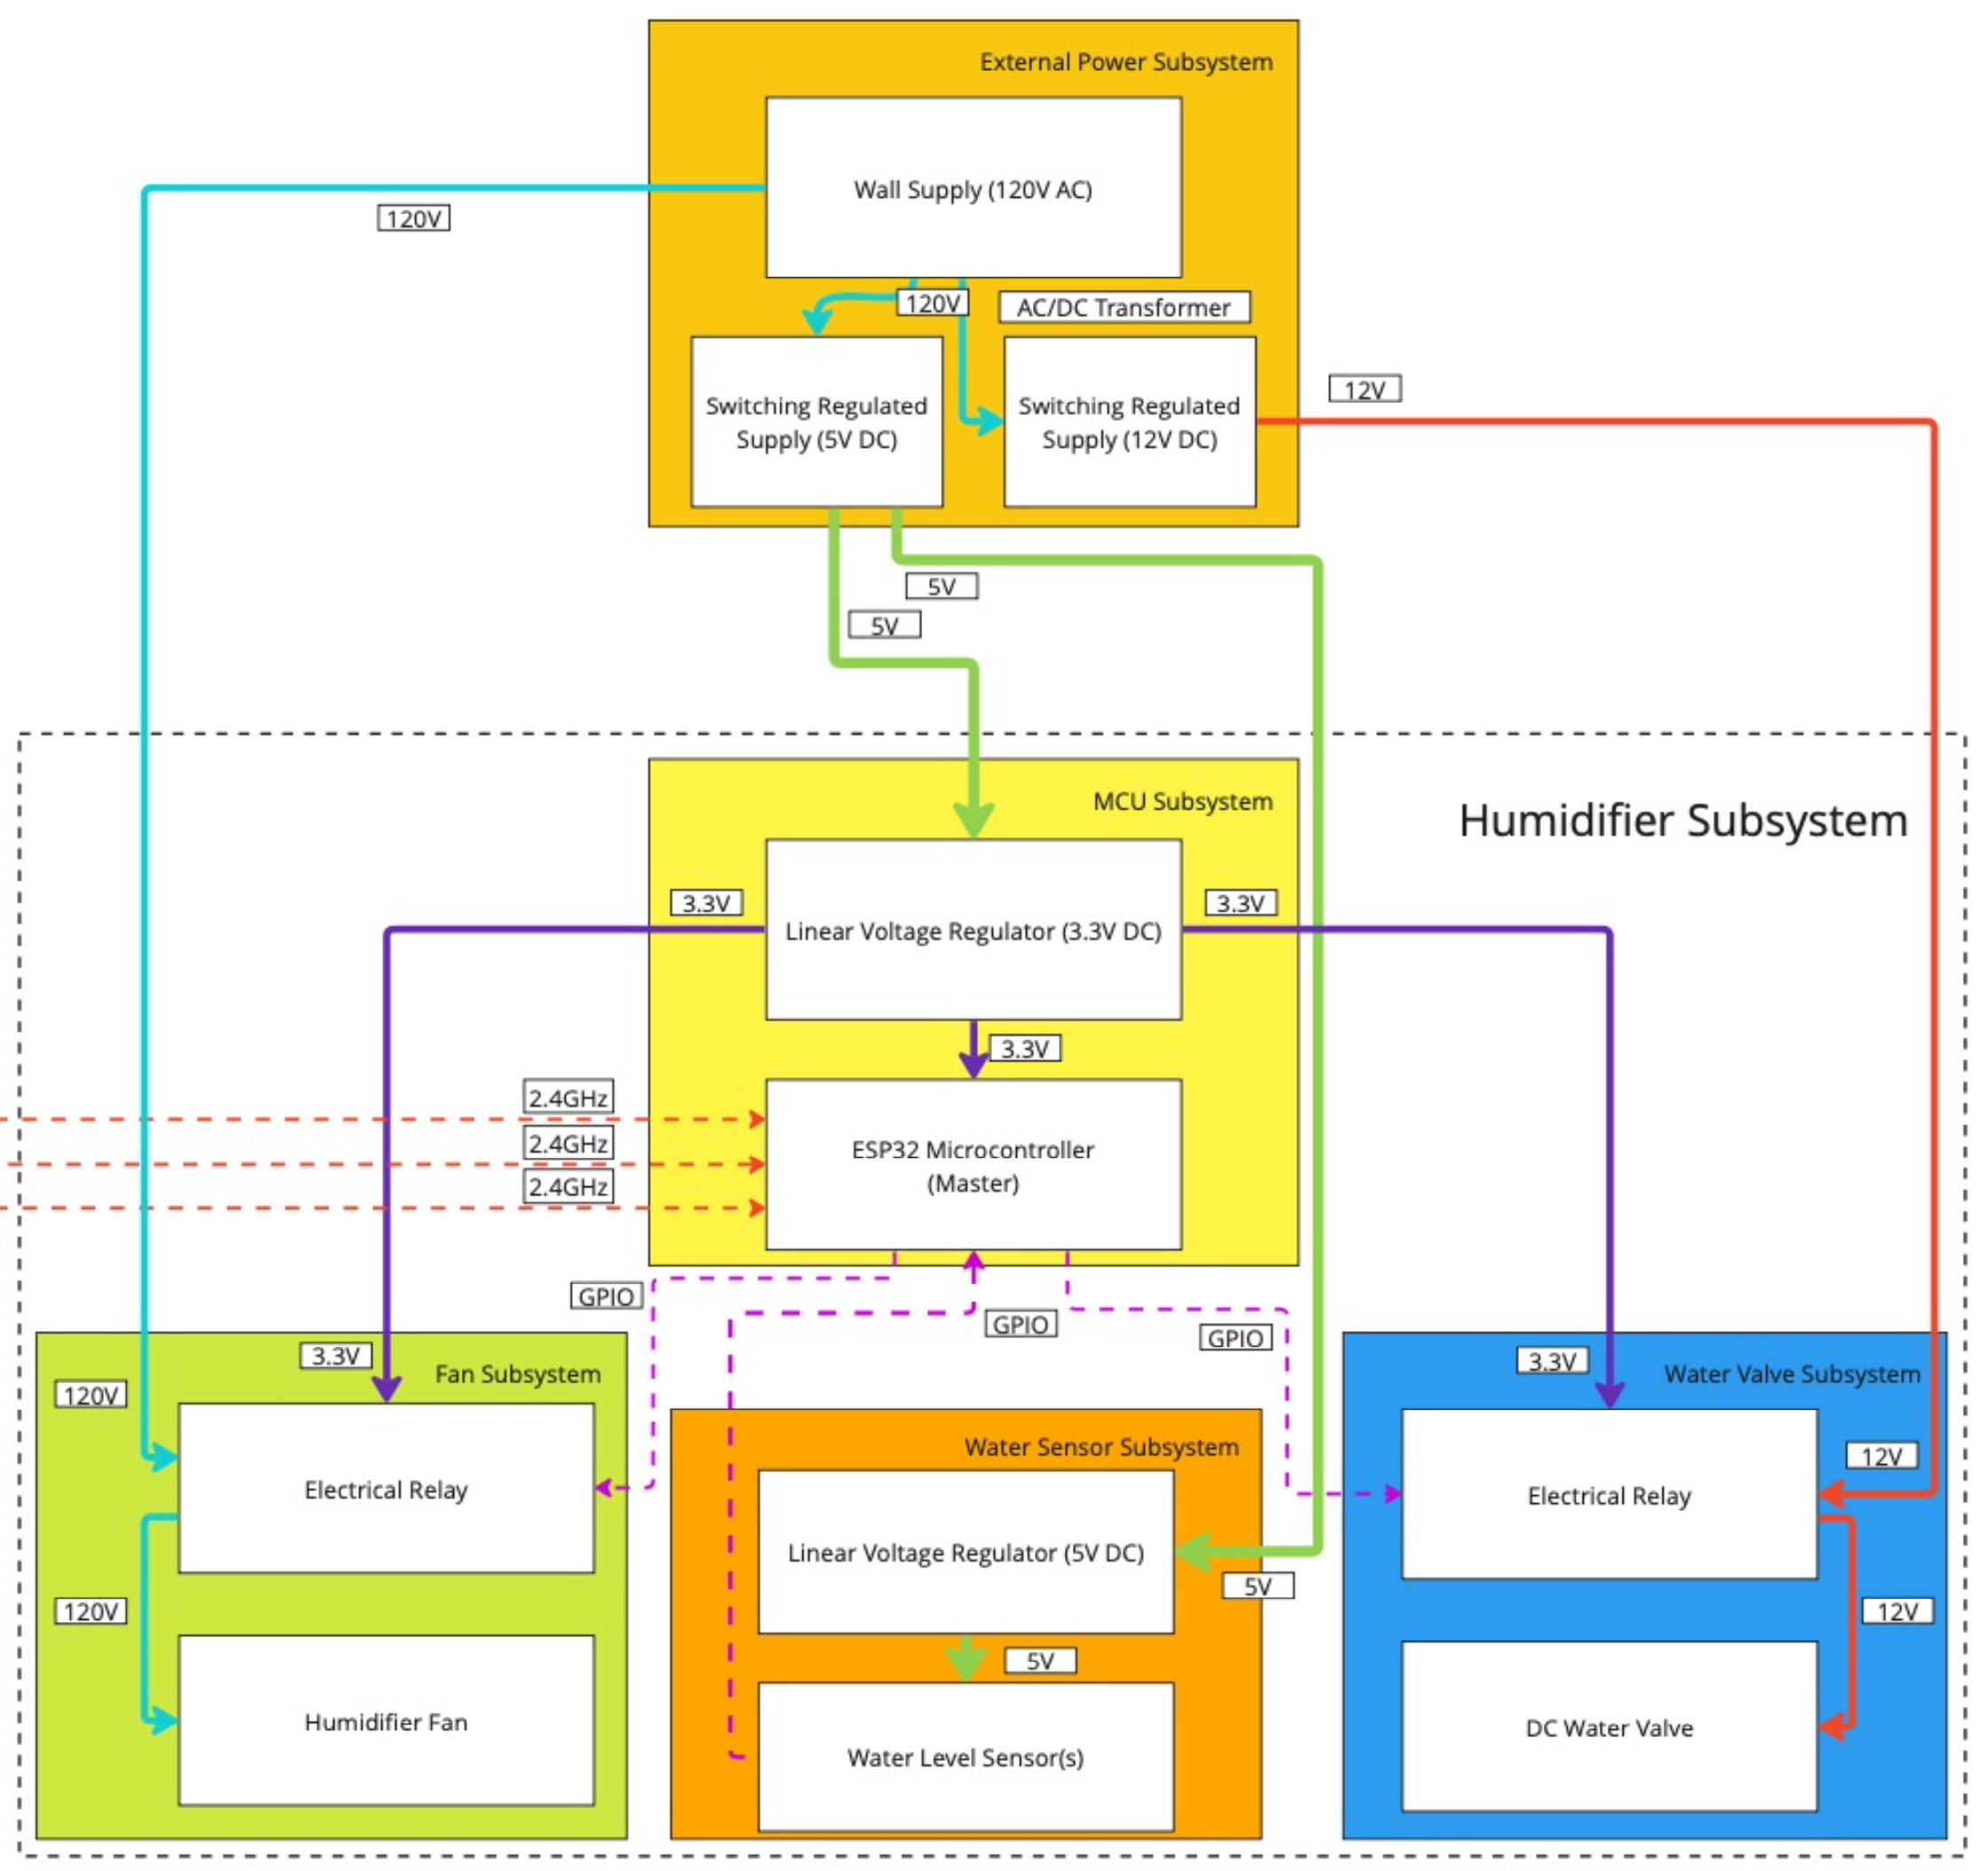 External Power Subsystem
Wall Supply (120V AC)
120V
120V
AC/DC Transformer
Switching Regulated
Supply (5V DC)
Switching Regulated
Supply (12V DC)
12V
5V
5V
MCU Subsystem
Humidifier Subsystem
3.3V
3.3V
Linear Voltage Regulator (3.3V DC)
3.3V
2.4GHz
2.4GHz
2.4GHz
ESP32 Microcontroller
(Master)
GPIO
GPIO
GPIO
3.3V
Fan Subsystem
120V
Electrical Relay
120V
Humidifier Fan
Water Sensor Subsystem
Linear Voltage Regulator (5V DC)
5V
5V
Water Level Sensor(s)
3.3V
Water Valve Subsystem
12V
Electrical Relay
12V
DC Water Valve